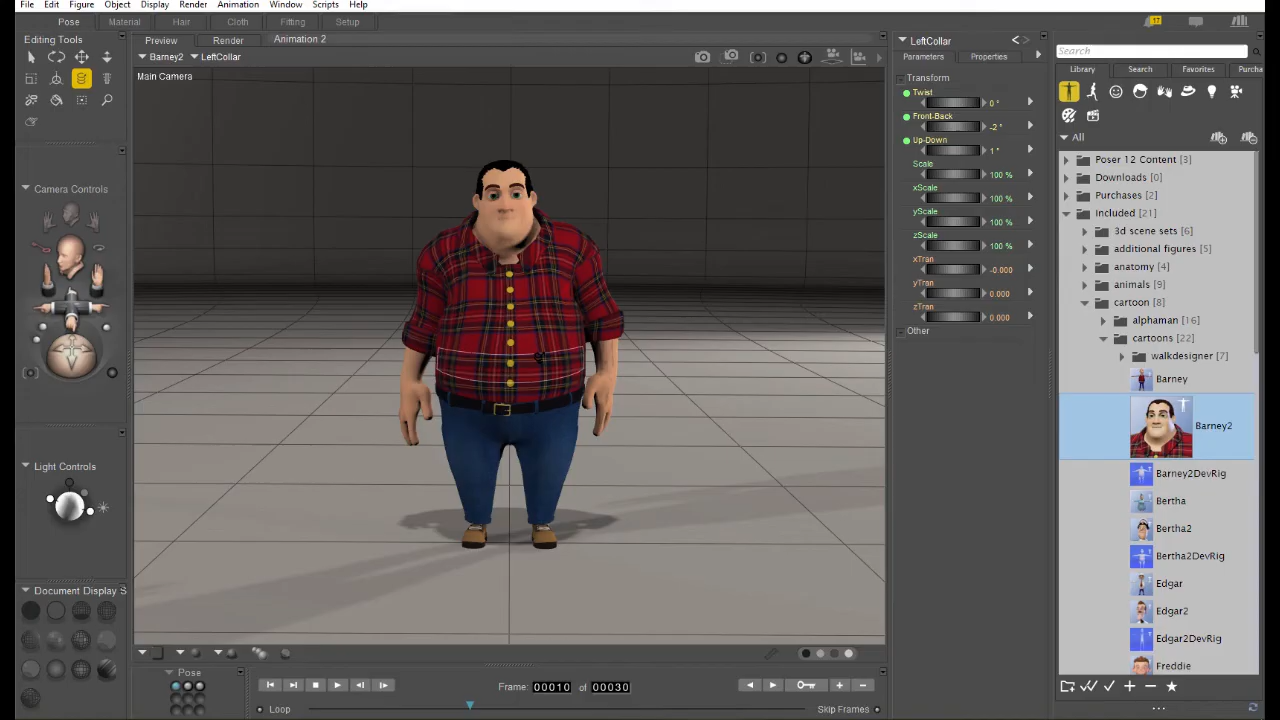 File Edit Figure Object Display Render Animation Window Scripts Help
Pose Material Hair Cloth Fitting Setup
17
Editing Tools
Preview Render Animation 2
Barney2 LeftCollar
Main Camera
Camera Controls
Light Controls
Document Display S
Pose
Loop
Frame: 00010 of 00030
Skip Frames
LeftCollar
Parameters Properties
Transform
Twist
0 °
Front-Back
-2 °
Up-Down
1 °
Scale
100 %
xScale
100 %
yScale
100 %
zScale
100 %
xTran
-0.000
yTran
0.000
zTran
0.000
Other
Search
Library Search Favorites Purcha
All
Poser 12 Content [3]
Downloads [0]
Purchases [2]
Included [21]
3d scene sets [6]
additional figures [5]
anatomy [4]
animals [9]
cartoon [8]
alphaman [16]
cartoons [22]
walkdesigner [7]
Barney
Barney2
Barney2DevRig
Bertha
Bertha2
Bertha2DevRig
Edgar
Edgar2
Edgar2DevRig
Freddie